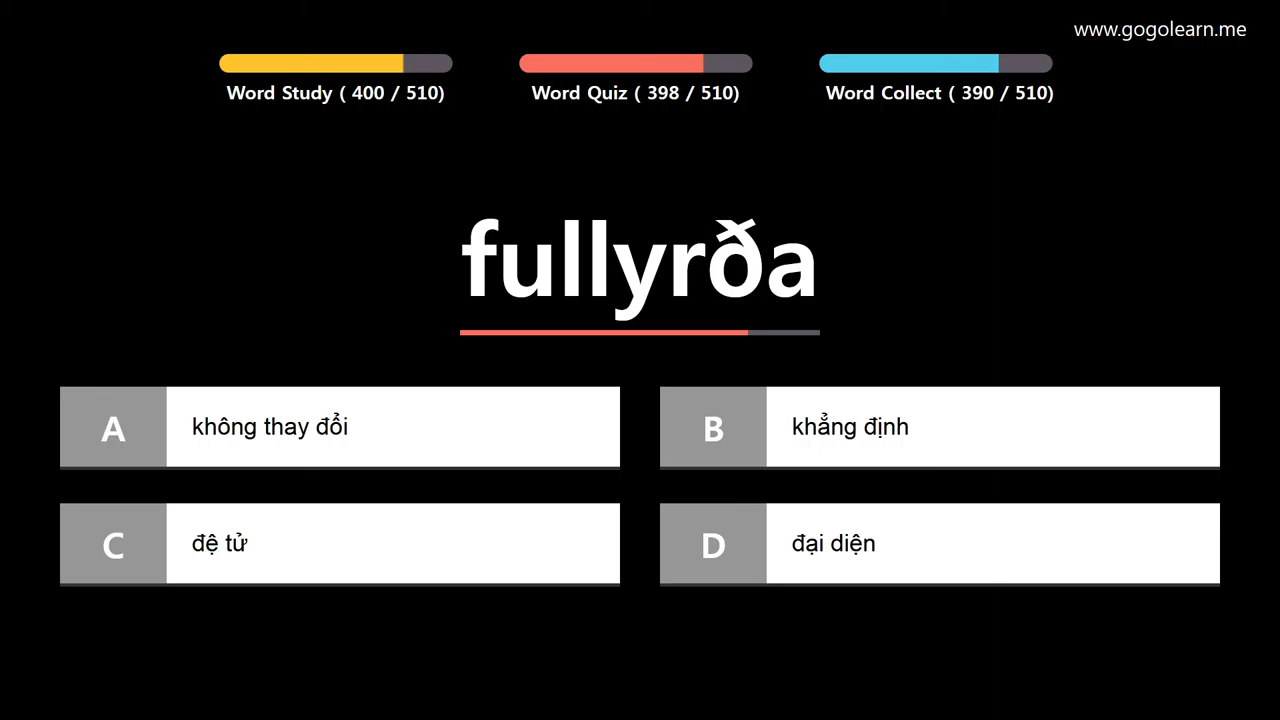 www.gogolearn.me
Word Study ( 400 / 510)
Word Quiz ( 398 / 510)
Word Collect ( 390 / 510)
fullyrða
A
không thay đổi
B
khẳng định
C
đệ tử
D
đại diện